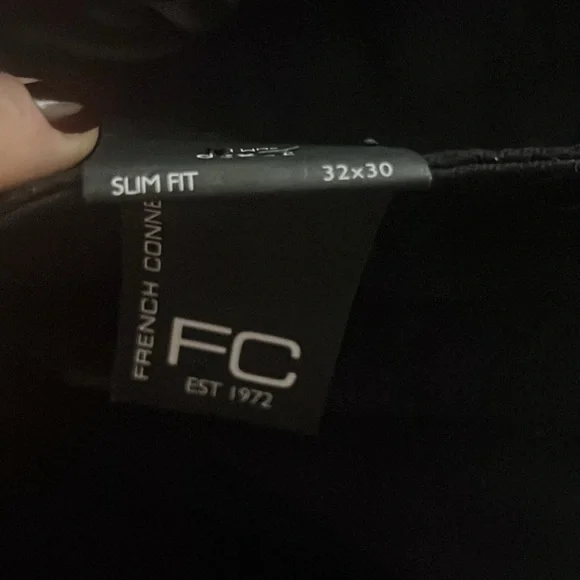 SLIM FIT 32x30
FRENCH CONNE
FC
EST 1972